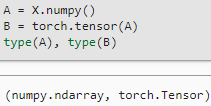 A = X.numpy()
B = torch.tensor(A)
type(A), type(B)
(numpy.ndarray, torch.Tensor)